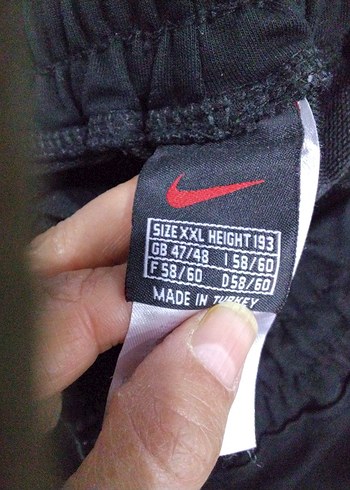 SIZE XXL HEIGHT 193
GB 47/48 I 58/60
F 58/60 D 58/60
MADE IN TURKEY